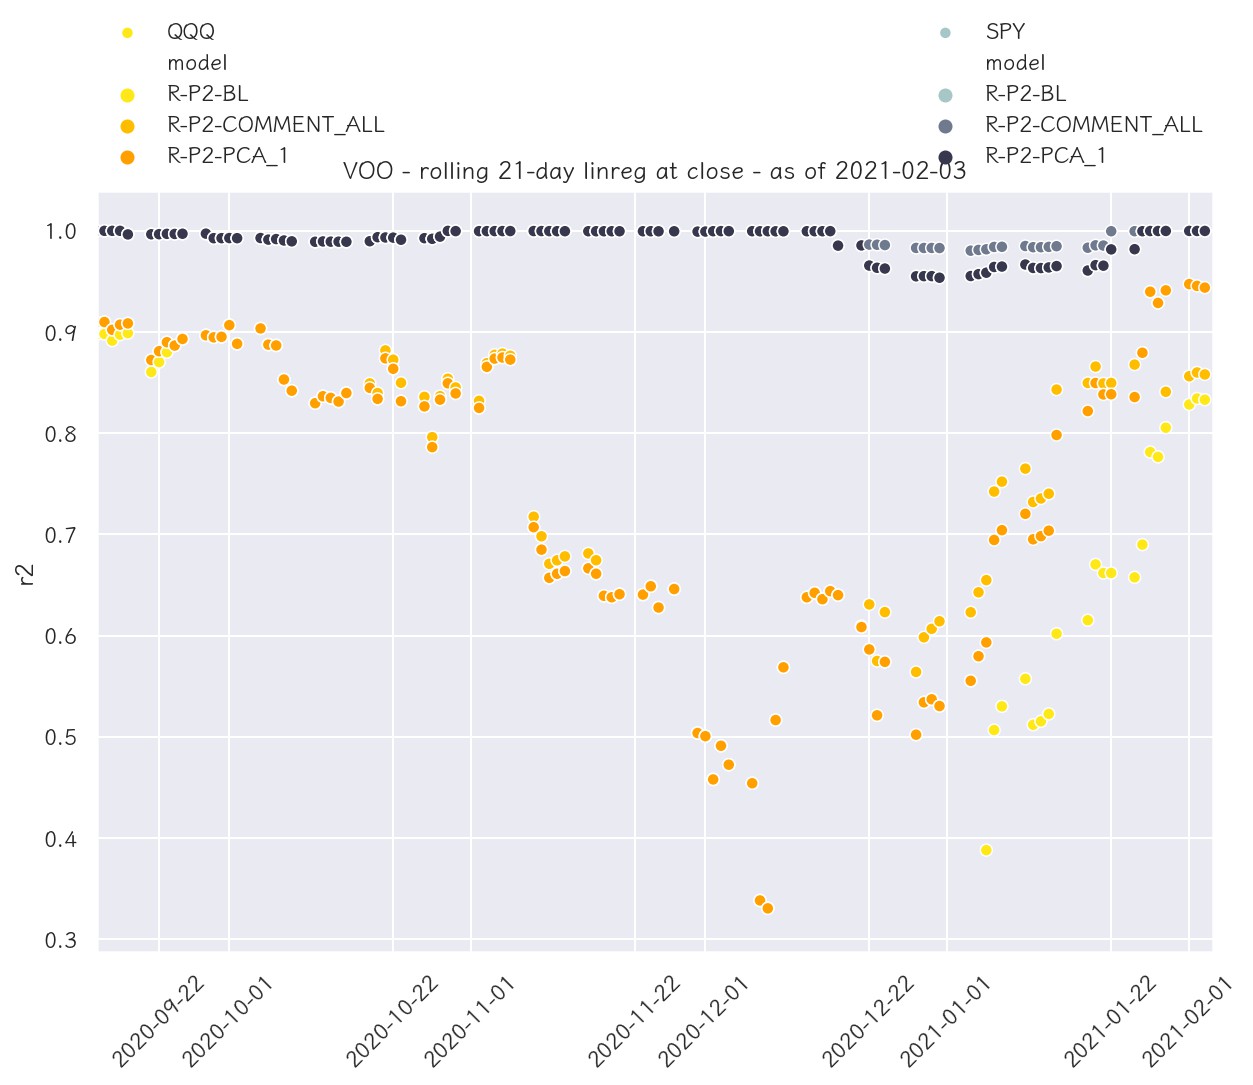 QQQ
model
R-P2-BL
R-P2-COMMENT_ALL
R-P2-PCA_1
SPY
model
R-P2-BL
R-P2-COMMENT_ALL
R-P2-PCA_1
VOO - rolling 21-day linreg at close - as of 2021-02-03
1.0
0.9
0.8
0.7
0.6
0.5
0.4
0.3
r2
2020-09-22
2020-10-01
2020-10-22
2020-11-01
2020-11-22
2020-12-01
2020-12-22
2021-01-01
2021-01-22
2021-02-01